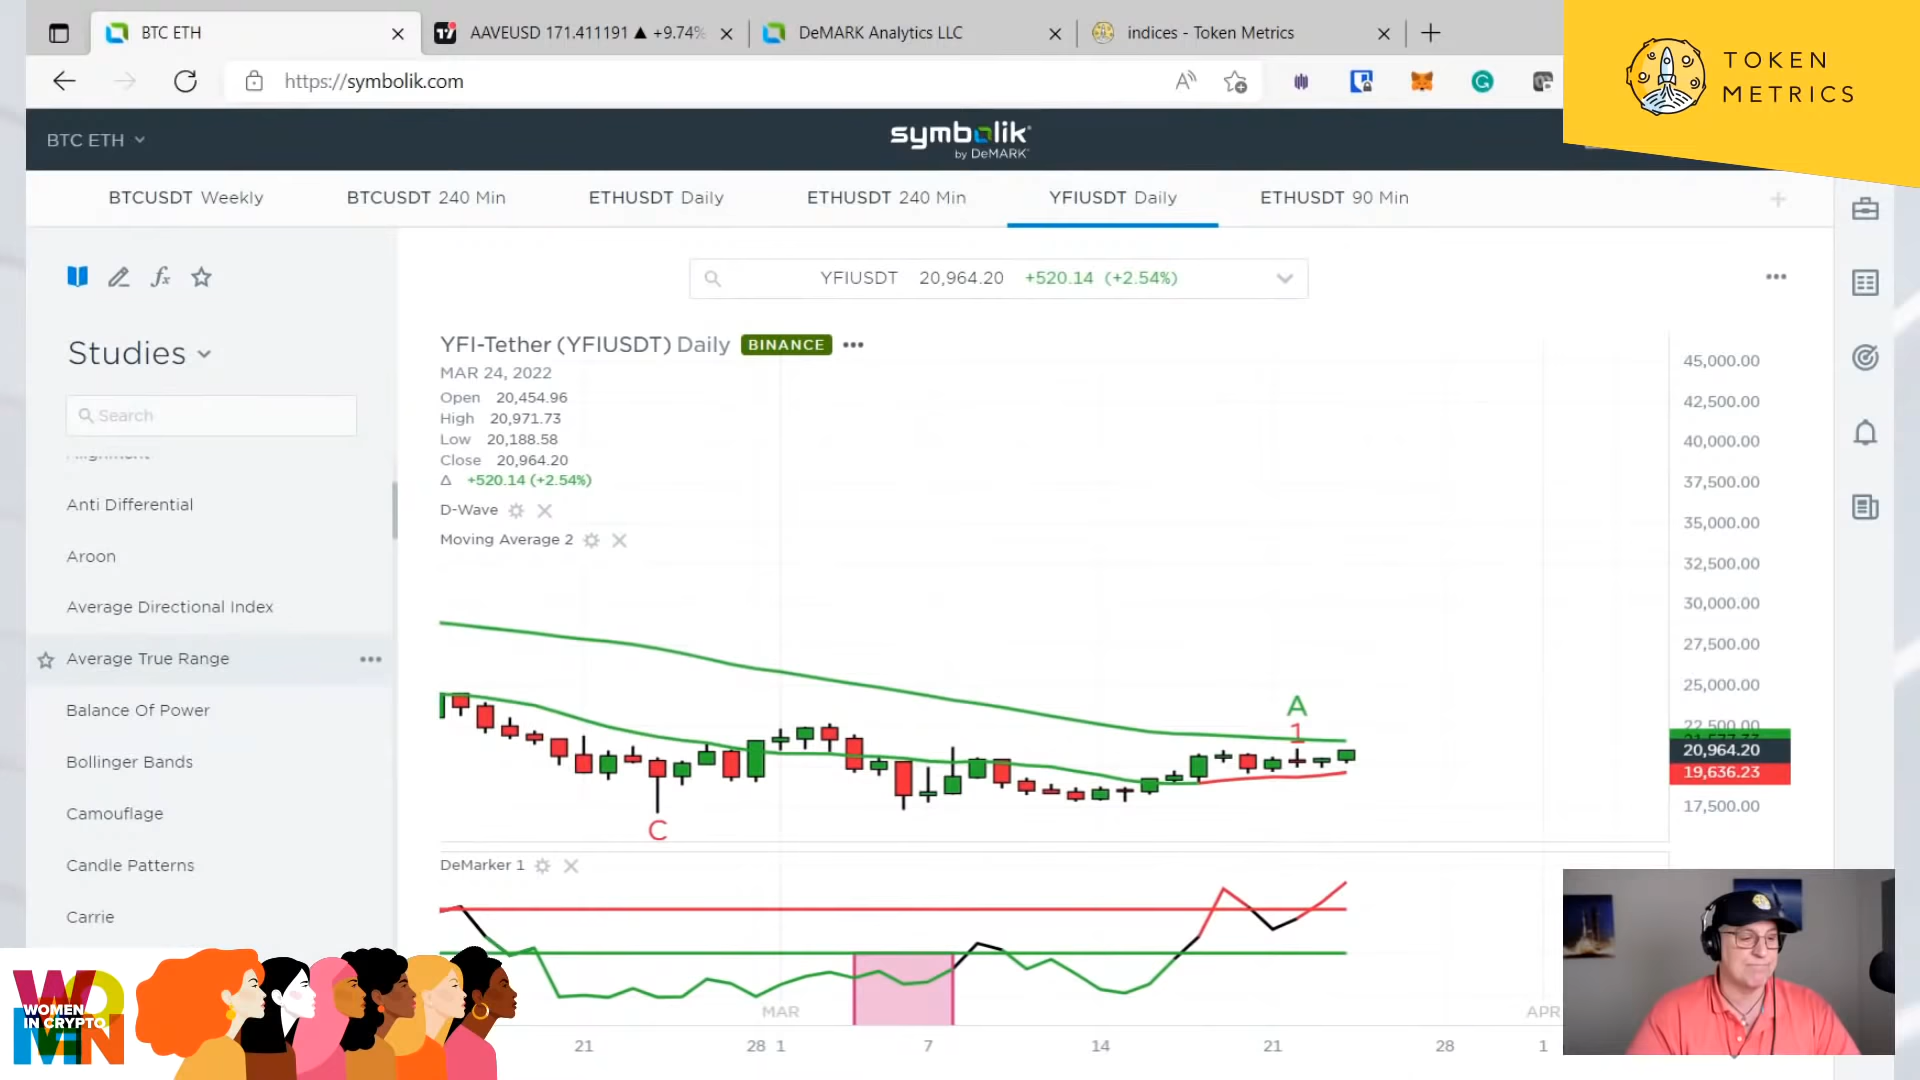 BTC ETH
AAVEUSD 171.411191 ▲ +9.74%
DeMARK Analytics LLC
indices - Token Metrics
https://symbolik.com
TOKEN
METRICS
BTC ETH
symbolik
by DeMARK
BTCUSDT Weekly
BTCUSDT 240 Min
ETHUSDT Daily
ETHUSDT 240 Min
YFIUSDT Daily
ETHUSDT 90 Min
fx
YFIUSDT 20,964.20 +520.14 (+2.54%)
Studies
Search
Alignment
Anti Differential
Aroon
Average Directional Index
Average True Range
Balance Of Power
Bollinger Bands
Camouflage
Candle Patterns
Carrie
YFI-Tether (YFIUSDT) Daily BINANCE
MAR 24, 2022
Open 20,454.96
High 20,971.73
Low 20,188.58
Close 20,964.20
Δ +520.14 (+2.54%)
D-Wave
Moving Average 2
A
1
C
45,000.00
42,500.00
40,000.00
37,500.00
35,000.00
32,500.00
30,000.00
27,500.00
25,000.00
22,500.00
20,964.20
19,636.23
17,500.00
DeMarker 1
MAR
APR
21
28
1
7
14
21
28
1
WOMEN
WOMEN
IN CRYPTO